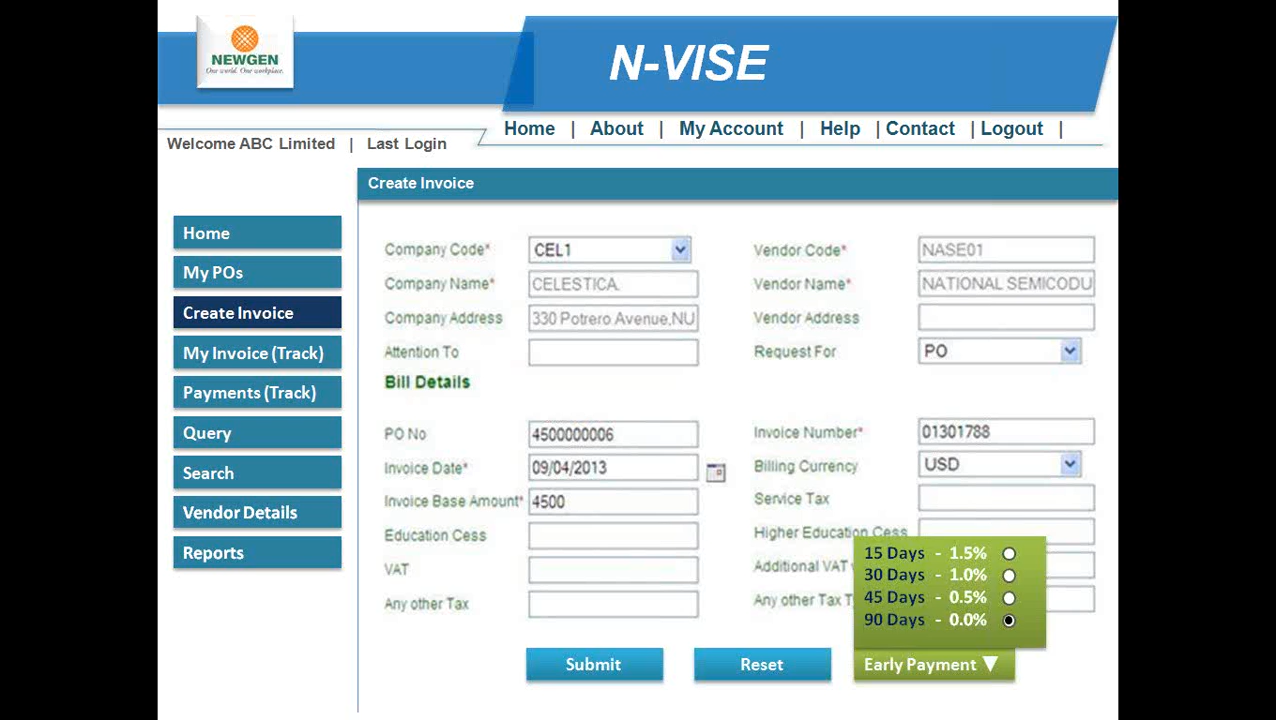 NEWGEN
Our world. One workplace.
N-VISE
Home | About | My Account | Help | Contact | Logout |
Welcome ABC Limited | Last Login
Create Invoice
Home
My POs
Create Invoice
My Invoice (Track)
Payments (Track)
Query
Search
Vendor Details
Reports
Company Code* CEL1 Vendor Code* NASE01
Company Name* CELESTICA. Vendor Name* NATIONAL SEMICODU
Company Address 330 Potrero Avenue,NU Vendor Address
Attention To Request For PO
Bill Details
PO No 4500000006 Invoice Number* 01301788
Invoice Date* 09/04/2013 Billing Currency USD
Invoice Base Amount* 4500 Service Tax
Education Cess Higher Education Cess
VAT Additional VAT
Any other Tax Any other Tax T
15 Days - 1.5%
30 Days - 1.0%
45 Days - 0.5%
90 Days - 0.0%
Submit Reset Early Payment ▼